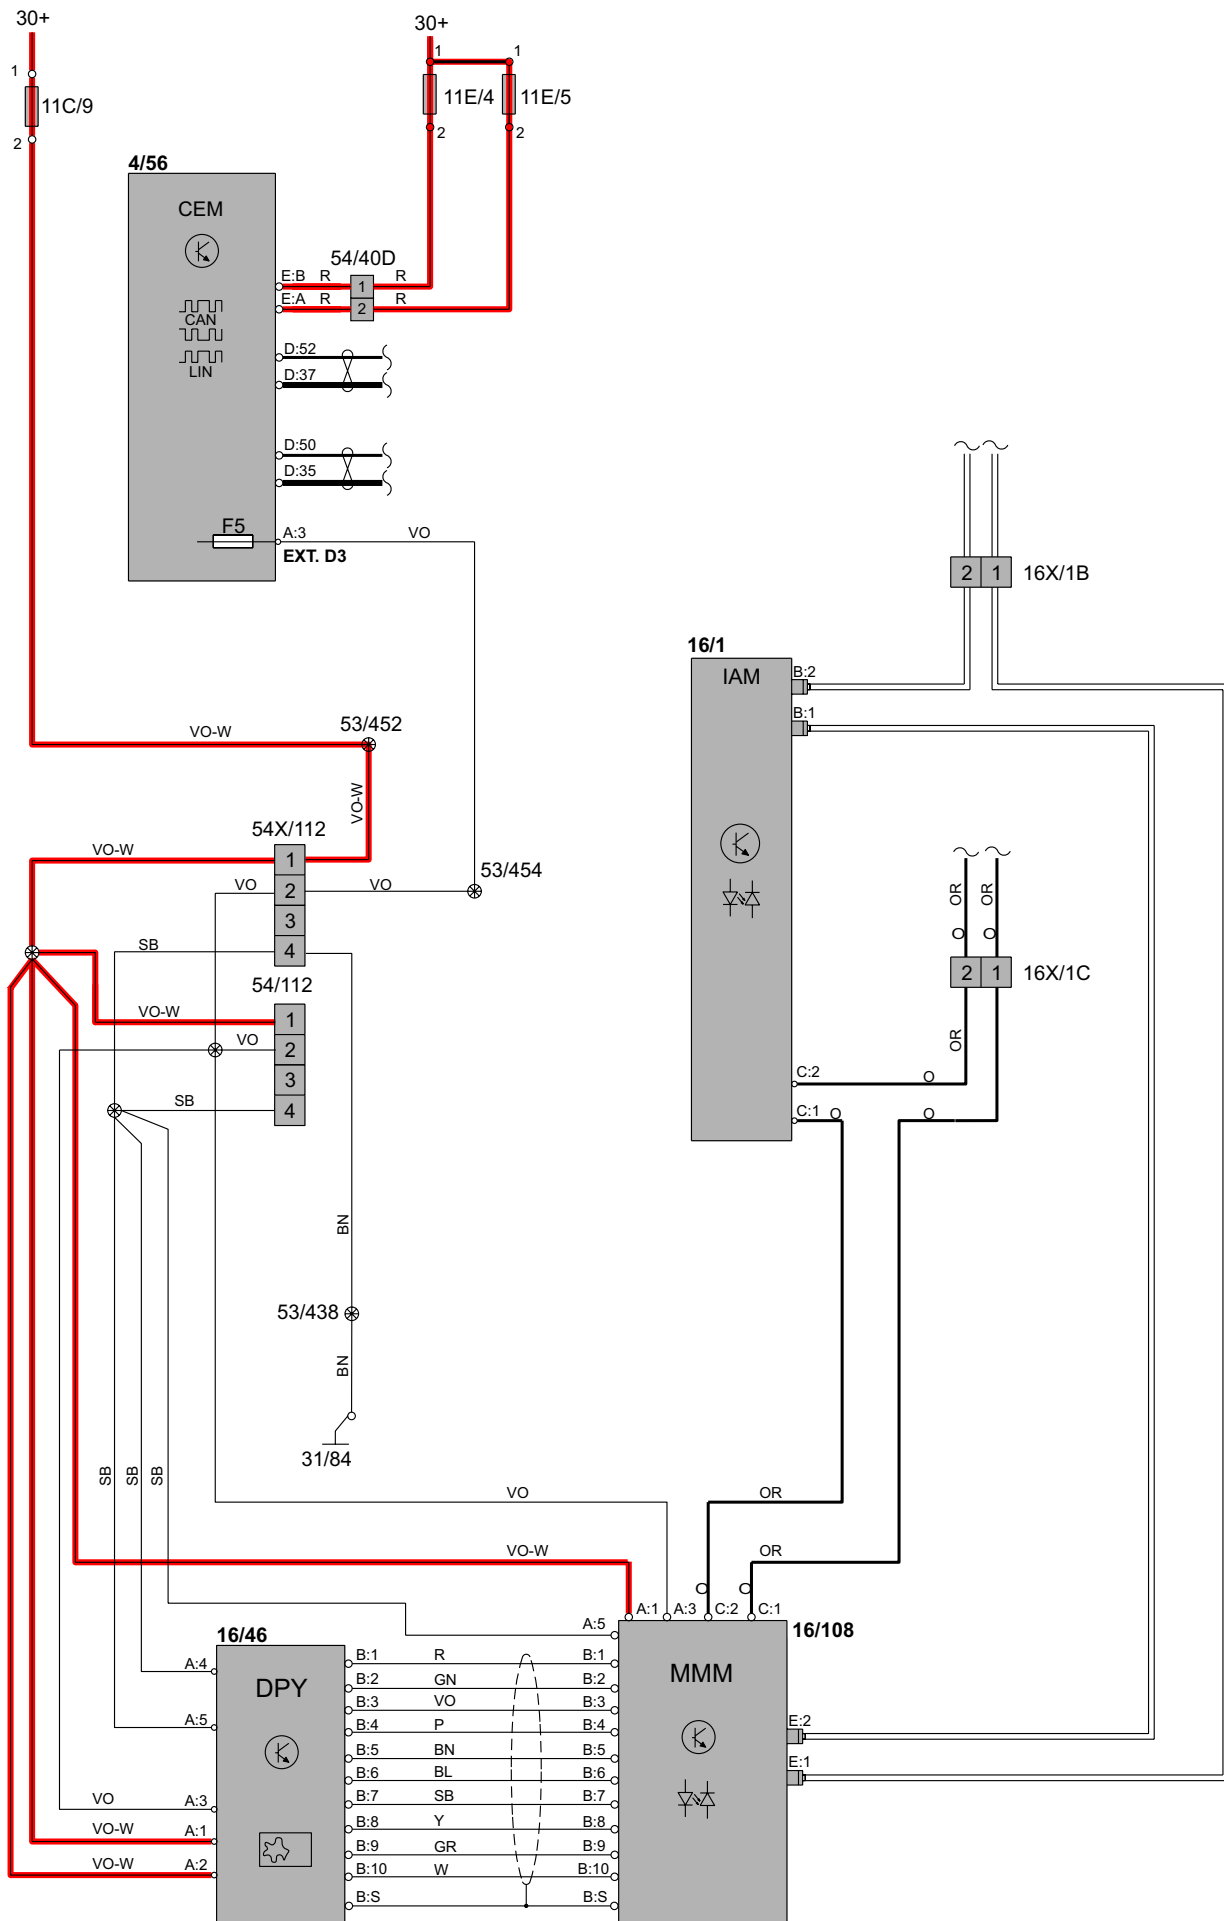 30+
30+
1
1
1
11C/9
11E/4
11E/5
2
2
2
4/56
CEM
54/40D
E:B R
1
R
E:A R
2
R
CAN
LIN
D:52
D:37
D:50
D:35
F5
A:3
VO
EXT. D3
2
1
16X/1B
16/1
IAM
B:2
B:1
VO-W
53/452
VO-W
54X/112
VO-W
1
VO
2
VO
53/454
3
SB
4
54/112
VO-W
1
VO
2
3
SB
4
OR
OR
O
O
2
1
16X/1C
OR
C:2
O
C:1
O
O
BN
53/438
BN
31/84
SB
SB
SB
VO
OR
VO-W
OR
O
O
A:1
A:3
C:2
C:1
A:5
16/46
16/108
DPY
MMM
A:4
A:5
VO
A:3
VO-W
A:1
VO-W
A:2
B:1 R B:1
B:2 GN B:2
B:3 VO B:3
B:4 P B:4
B:5 BN B:5
B:6 BL B:6
B:7 SB B:7
B:8 Y B:8
B:9 GR B:9
B:10 W B:10
B:S B:S
E:2
E:1